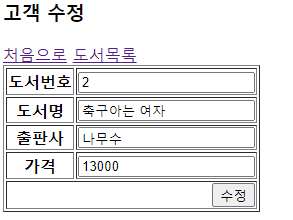 고객 수정
처음으로 도서목록
도서번호 2
도서명 축구아는 여자
출판사 나무수
가격 13000
수정